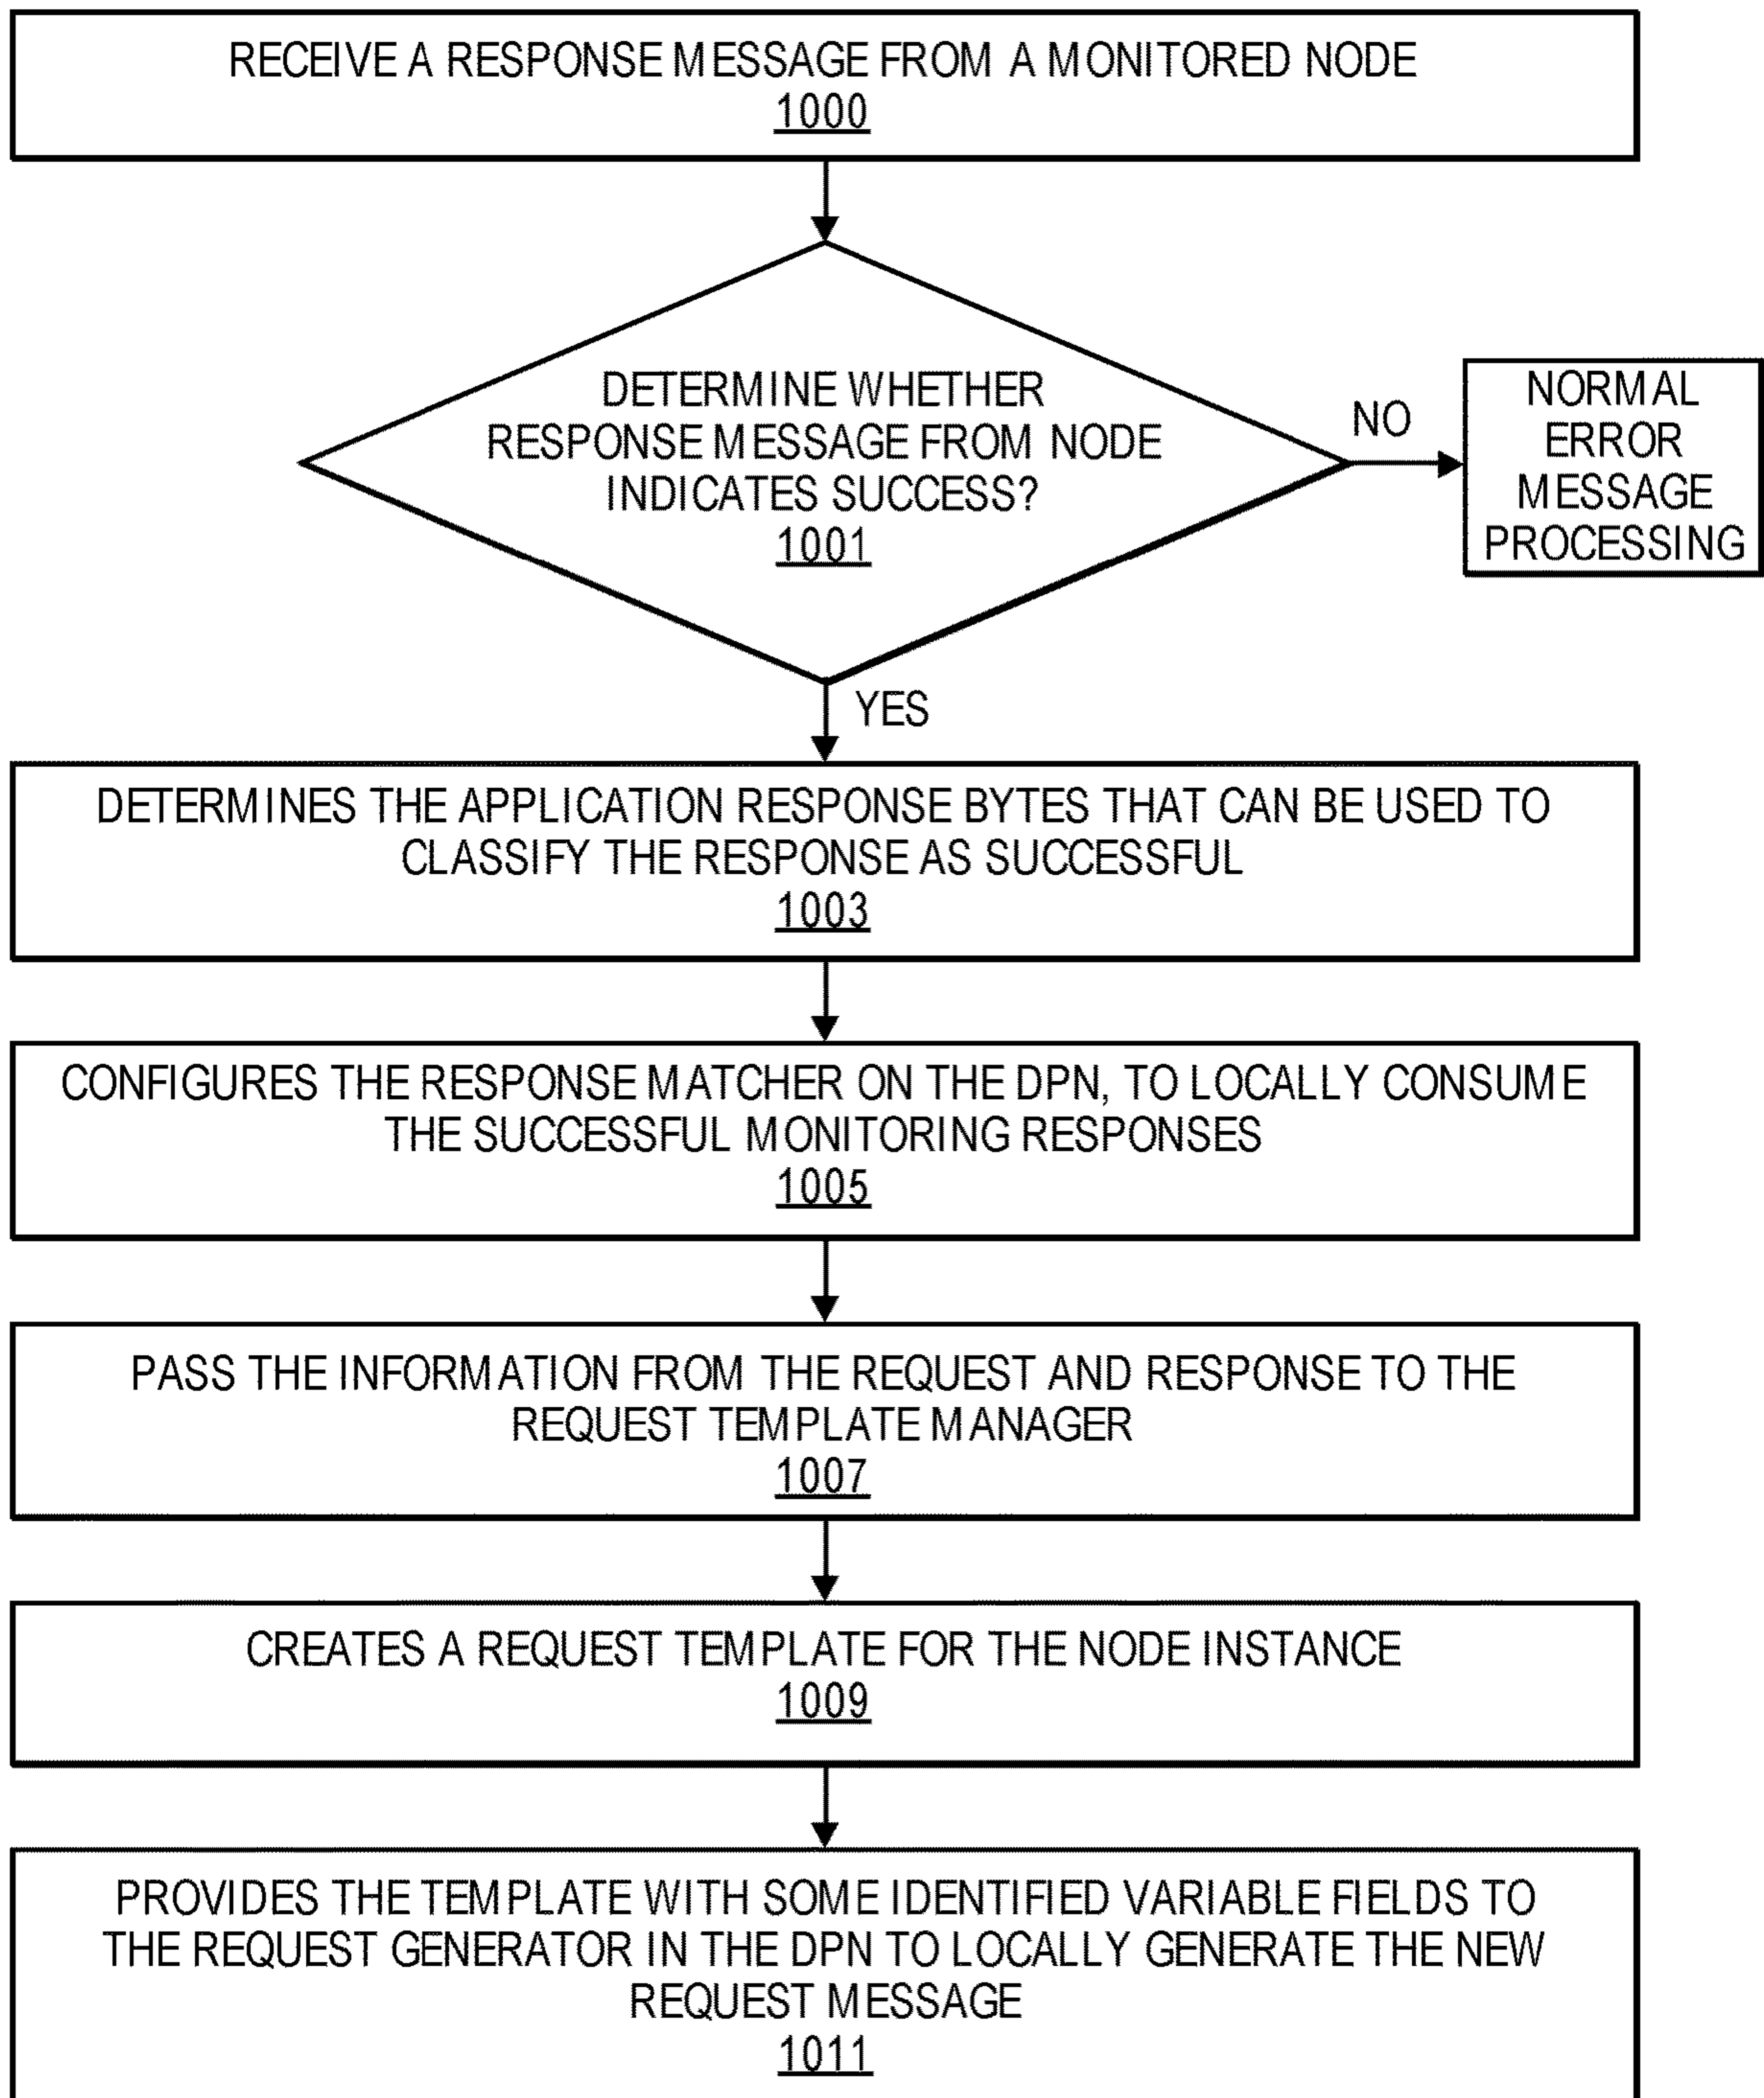 RECEIVE A RESPONSE MESSAGE FROM A MONITORED NODE
1000
DETERMINE WHETHER
RESPONSE MESSAGE FROM NODE
INDICATES SUCCESS?
1001
NO
NORMAL
ERROR
MESSAGE
PROCESSING
YES
DETERMINES THE APPLICATION RESPONSE BYTES THAT CAN BE USED TO
CLASSIFY THE RESPONSE AS SUCCESSFUL
1003
CONFIGURES THE RESPONSE MATCHER ON THE DPN, TO LOCALLY CONSUME
THE SUCCESSFUL MONITORING RESPONSES
1005
PASS THE INFORMATION FROM THE REQUEST AND RESPONSE TO THE
REQUEST TEMPLATE MANAGER
1007
CREATES A REQUEST TEMPLATE FOR THE NODE INSTANCE
1009
PROVIDES THE TEMPLATE WITH SOME IDENTIFIED VARIABLE FIELDS TO
THE REQUEST GENERATOR IN THE DPN TO LOCALLY GENERATE THE NEW
REQUEST MESSAGE
1011